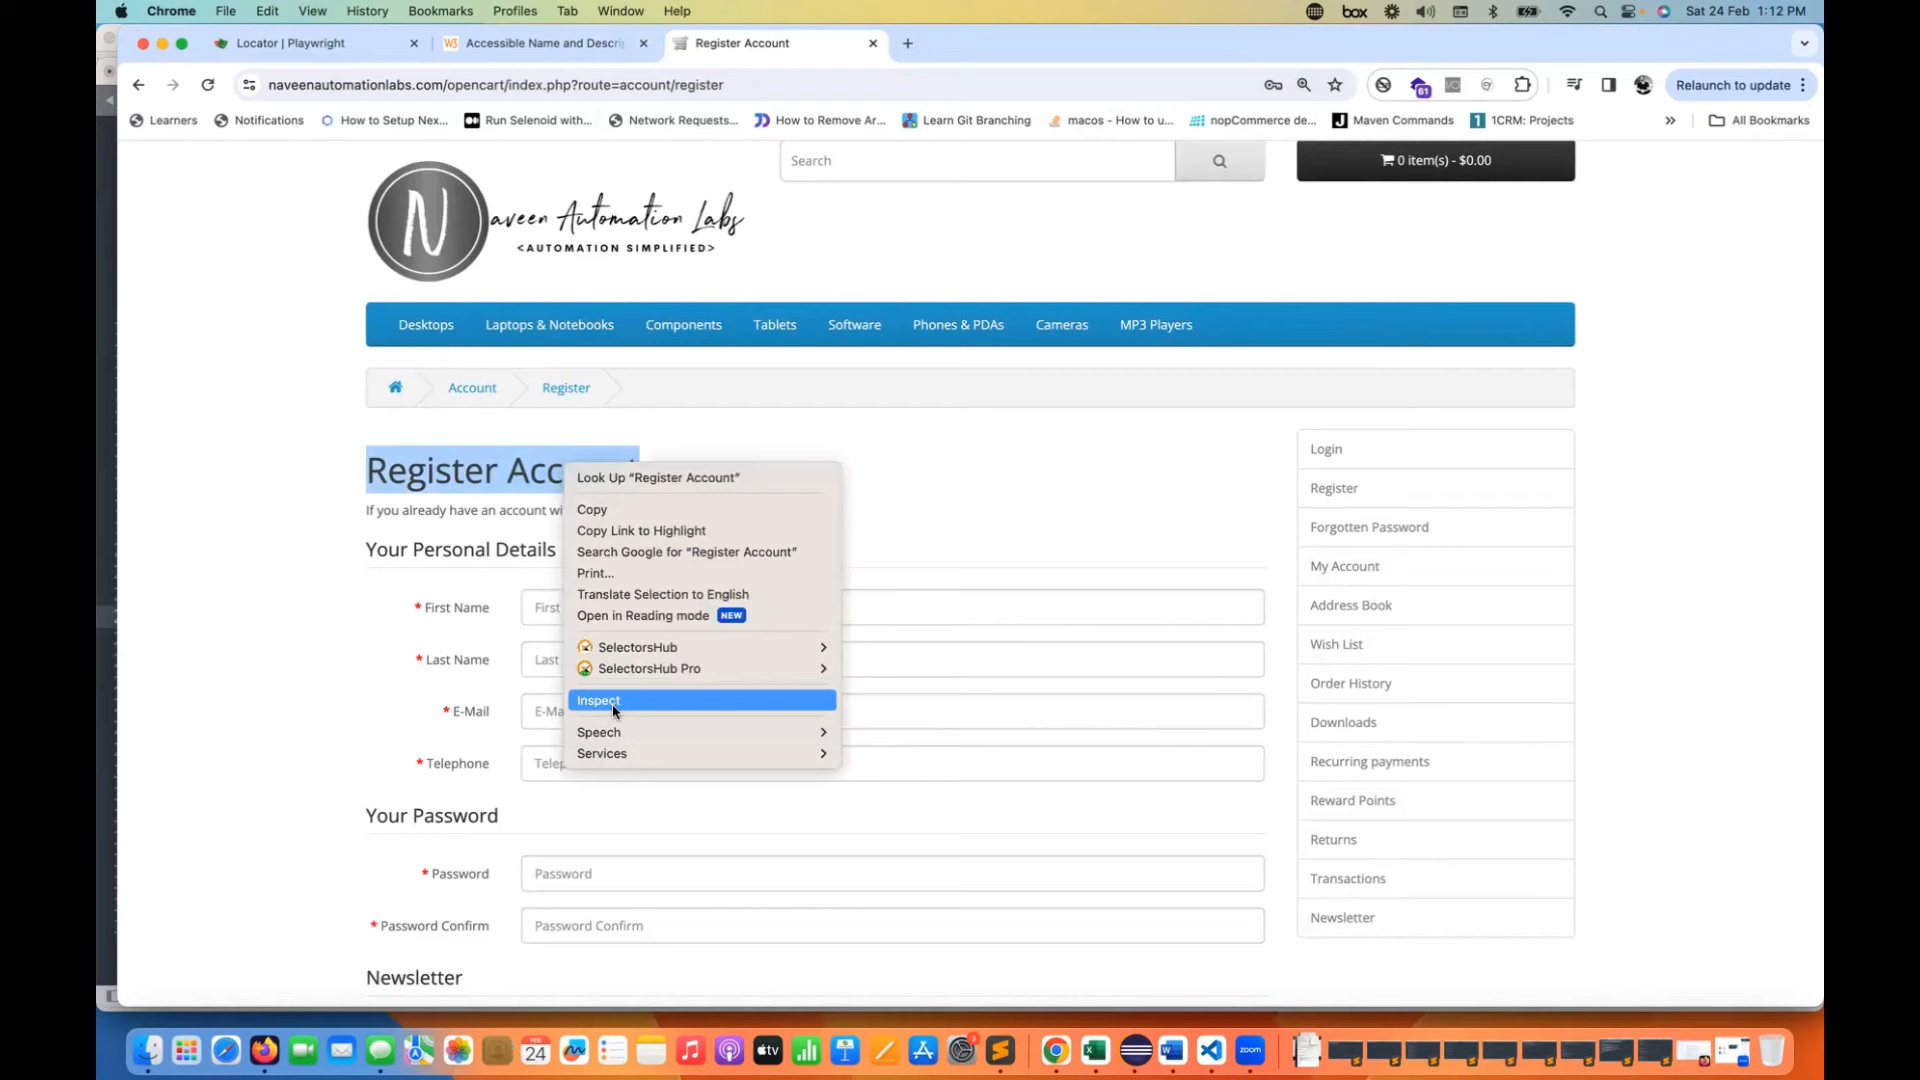 Chrome File Edit View History Bookmarks Profiles Tab Window Help box Sat 24 Feb 1:12 PM
Locator | Playwright Accessible Name and Descri Register Account
naveenautomationlabs.com/opencart/index.php?route=account/register 61 Relaunch to update
Learners Notifications How to Setup Nex... Run Selenoid with... Network Requests... How to Remove Ar... Learn Git Branching macos - How to u... nopCommerce de... Maven Commands 1CRM: Projects » All Bookmarks
Search 0 item(s) - $0.00
Naveen Automation Labs
<AUTOMATION SIMPLIFIED>
Desktops Laptops & Notebooks Components Tablets Software Phones & PDAs Cameras MP3 Players
Account Register
Register Acc
If you already have an account wi
Your Personal Details
* First Name First
* Last Name Last
* E-Mail E-Ma
* Telephone Telep
Your Password
* Password Password
* Password Confirm Password Confirm
Newsletter
Look Up “Register Account”
Copy
Copy Link to Highlight
Search Google for “Register Account”
Print...
Translate Selection to English
Open in Reading mode NEW
SelectorsHub
SelectorsHub Pro
Inspect
Speech
Services
Login
Register
Forgotten Password
My Account
Address Book
Wish List
Order History
Downloads
Recurring payments
Reward Points
Returns
Transactions
Newsletter
FEB
24
tv
zoom